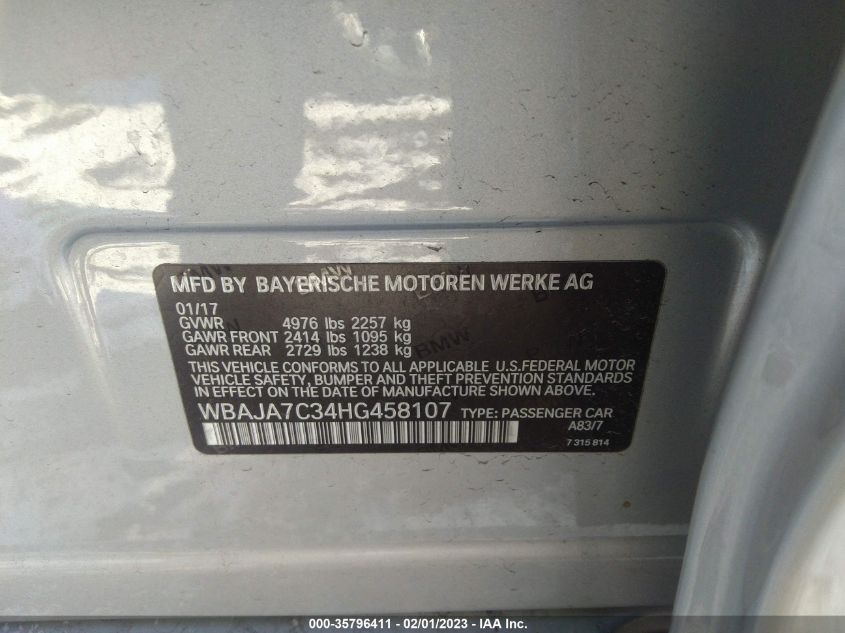 MFD BY BAYERISCHE MOTOREN WERKE AG
01/17
GVWR 4976 lbs 2257 kg
GAWR FRONT 2414 lbs 1095 kg
GAWR REAR 2729 lbs 1238 kg
THIS VEHICLE CONFORMS TO ALL APPLICABLE U.S.FEDERAL MOTOR
VEHICLE SAFETY, BUMPER AND THEFT PREVENTION STANDARDS
IN EFFECT ON THE DATE OF MANUFACTURE SHOWN ABOVE.
WBAJA7C34HG458107 TYPE: PASSENGER CAR
A83/7
7 315 814
BMW
000-35796411 - 02/01/2023 - IAAI.COM